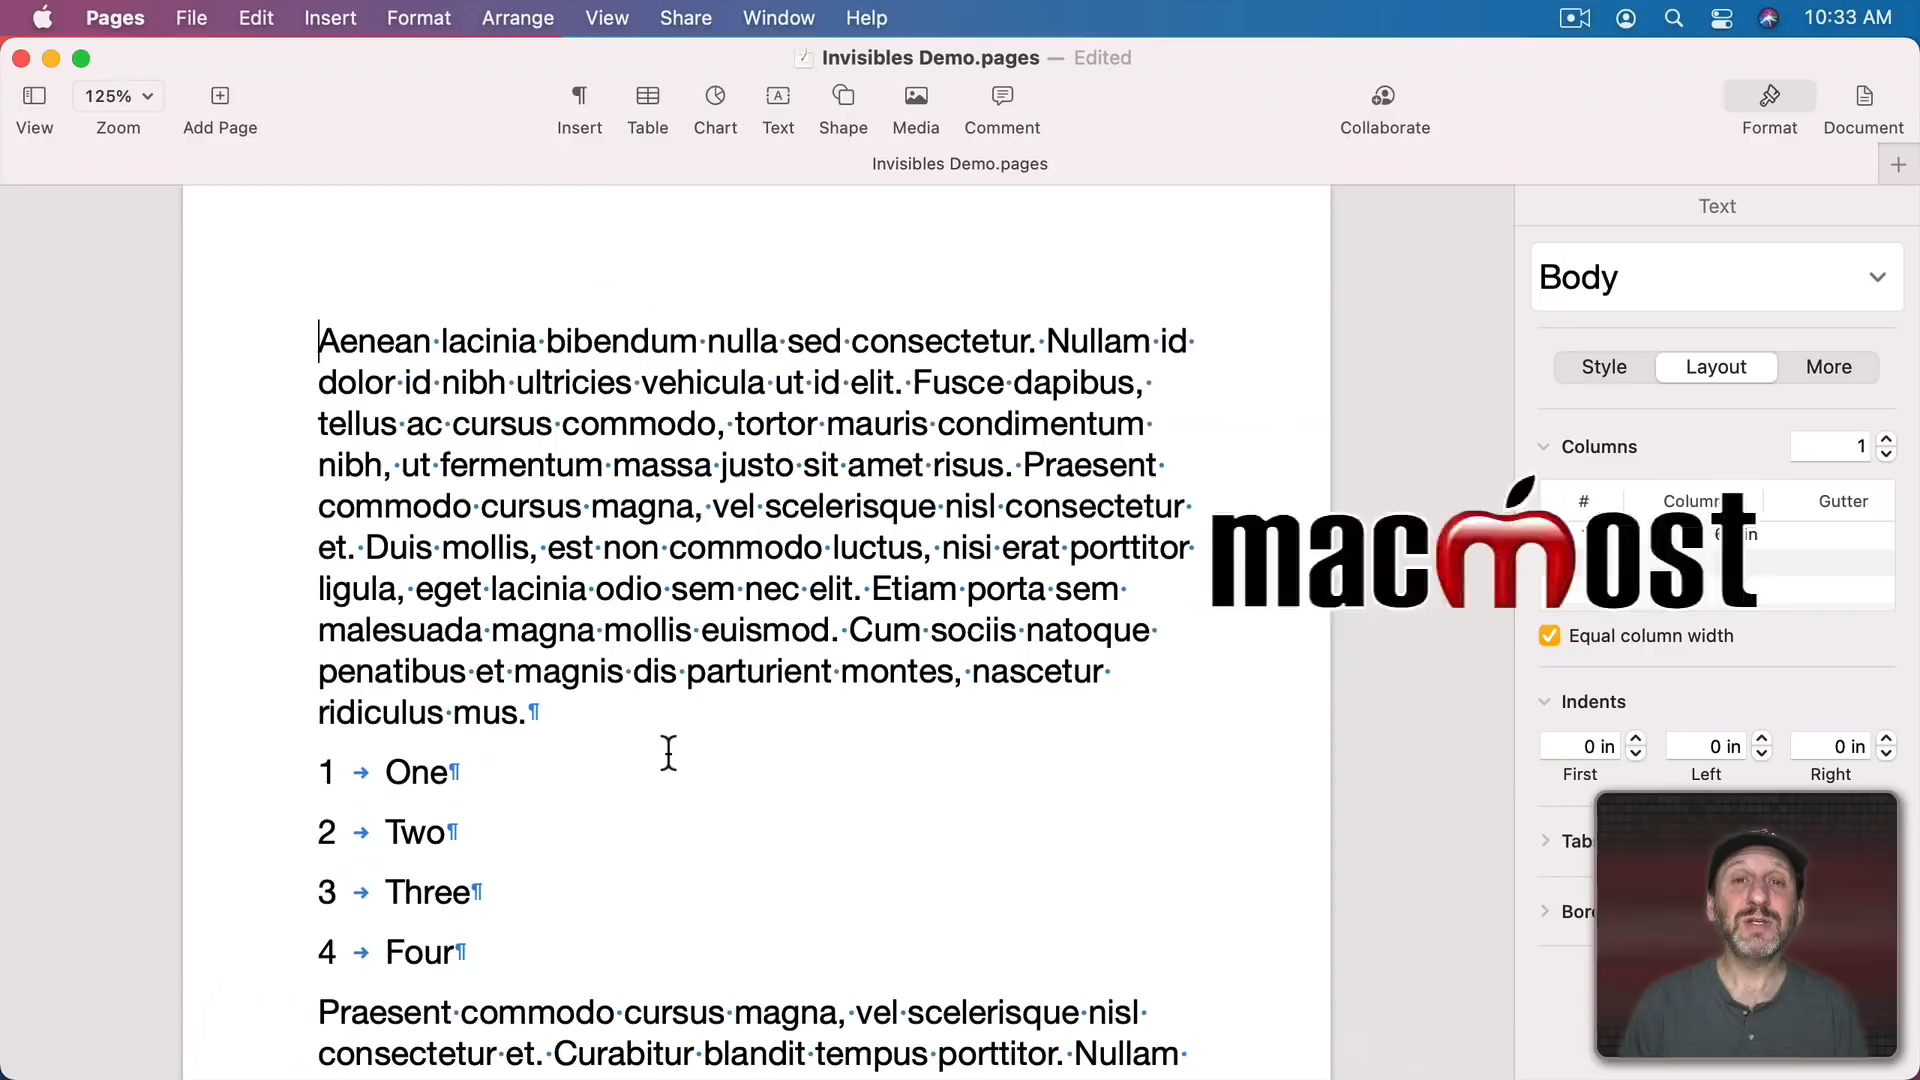 Pages File Edit Insert Format Arrange View Share Window Help 10:33 AM
Invisibles Demo.pages — Edited
125%
View Zoom Add Page Insert Table Chart Text Shape Media Comment Collaborate Format Document
Invisibles Demo.pages
Text
Body
Style Layout More
Columns 1
# Gutter
in
Equal column width
Indents
0 in 0 in 0 in
First Left Right
Aenean·lacinia·bibendum·nulla·sed·consectetur.·Nullam·id·
dolor·id·nibh·ultricies·vehicula·ut·id·elit.·Fusce·dapibus,·
tellus·ac·cursus·commodo,·tortor·mauris·condimentum·
nibh,·ut·fermentum·massa·justo·sit·amet·risus.·Praesent·
commodo·cursus·magna,·vel·scelerisque·nisl·consectetur·
et.·Duis·mollis,·est·non·commodo·luctus,·nisi·erat·porttitor·
ligula,·eget·lacinia·odio·sem·nec·elit.·Etiam·porta·sem·
malesuada·magna·mollis·euismod.·Cum·sociis·natoque·
penatibus·et·magnis·dis·parturient·montes,·nascetur·
ridiculus·mus.¶
1 → One¶
2 → Two¶
3 → Three¶
4 → Four¶
Praesent·commodo·cursus·magna,·vel·scelerisque·nisl·
consectetur·et.·Curabitur·blandit·tempus·porttitor.·Nullam·
macmost